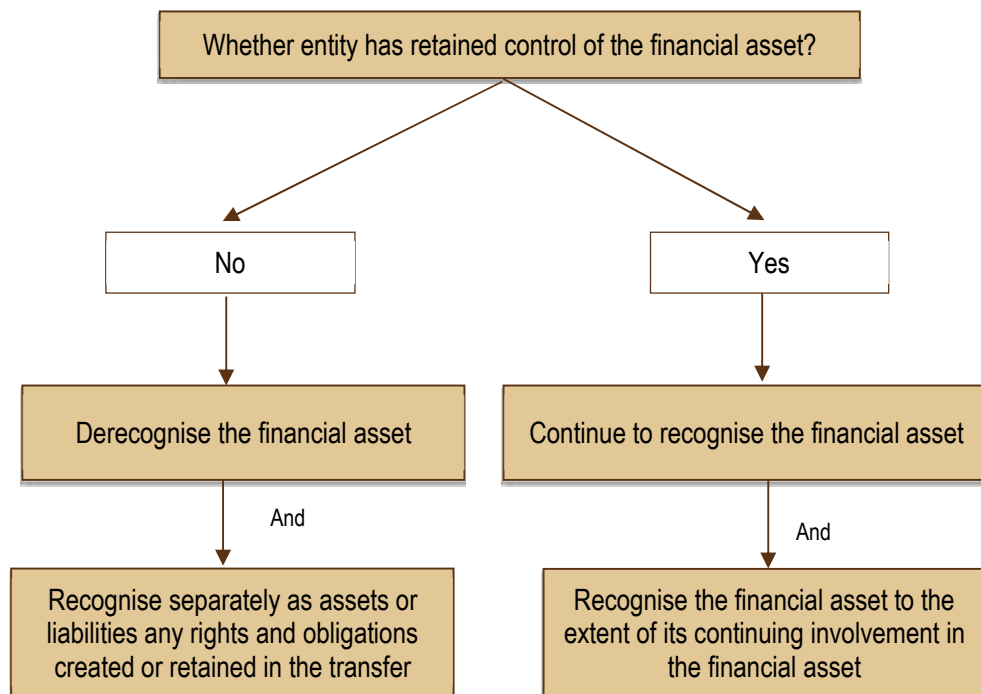 Whether entity has retained control of the financial asset?
No
Yes
Derecognise the financial asset
Continue to recognise the financial asset
And
And
Recognise separately as assets or
liabilities any rights and obligations
created or retained in the transfer
Recognise the financial asset to the
extent of its continuing involvement in
the financial asset